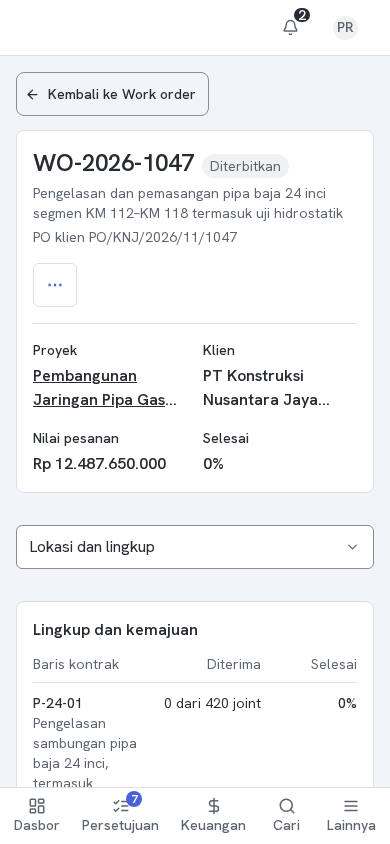 2
PR
Kembali ke Work order
WO-2026-1047 Diterbitkan
Pengelasan dan pemasangan pipa baja 24 inci
segmen KM 112–KM 118 termasuk uji hidrostatik
PO klien PO/KNJ/2026/11/1047
Proyek Klien
Pembangunan PT Konstruksi
Jaringan Pipa Gas... Nusantara Jaya...
Nilai pesanan Selesai
Rp 12.487.650.000 0%
Lokasi dan lingkup
Lingkup dan kemajuan
Baris kontrak Diterima Selesai
P-24-01 0 dari 420 joint 0%
Pengelasan
sambungan pipa
baja 24 inci,
termasuk
7
Dasbor Persetujuan Keuangan Cari Lainnya